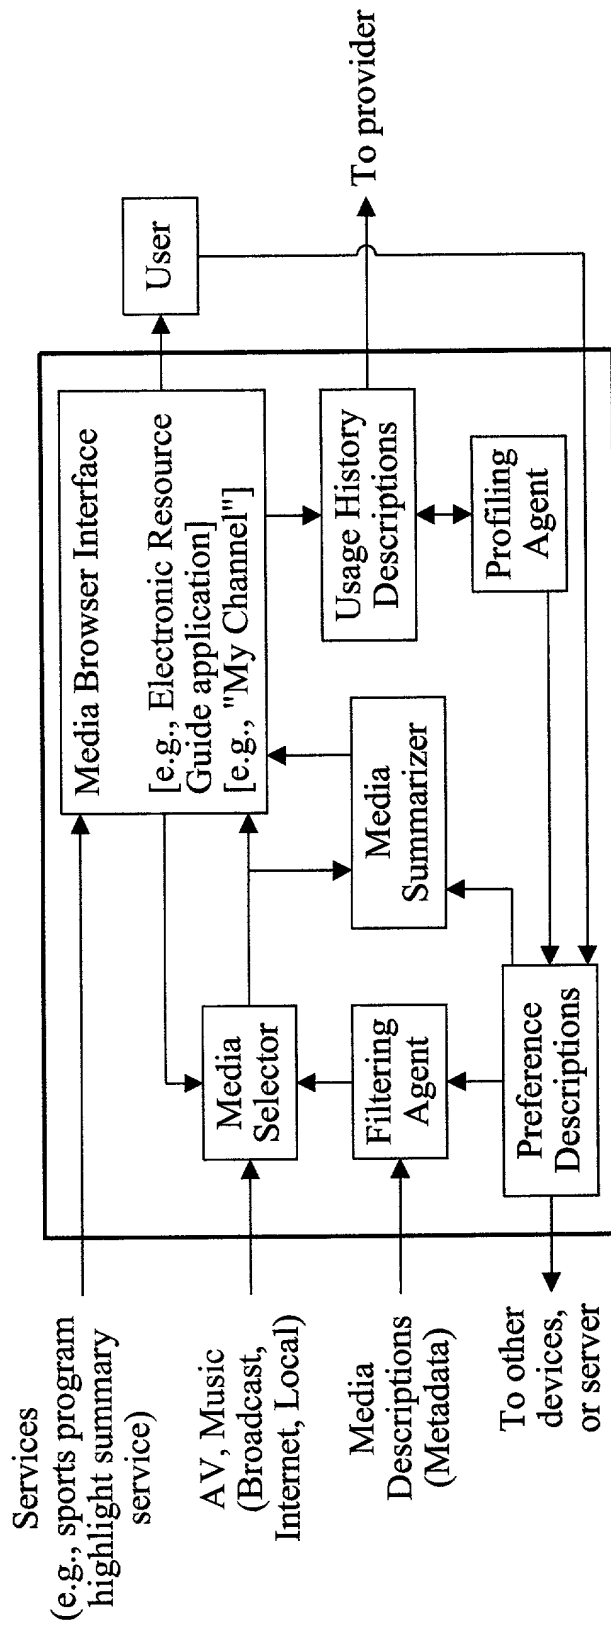 Services
(e.g., sports program
highlight summary
service)
AV, Music
(Broadcast,
Internet, Local)
Media
Descriptions
(Metadata)
To other
devices,
or server
Media
Selector
Filtering
Agent
Preference
Descriptions
Media
Summarizer
Media Browser Interface
[e.g., Electronic Resource
Guide application]
[e.g., "My Channel"]
Usage History
Descriptions
Profiling
Agent
User
To provider